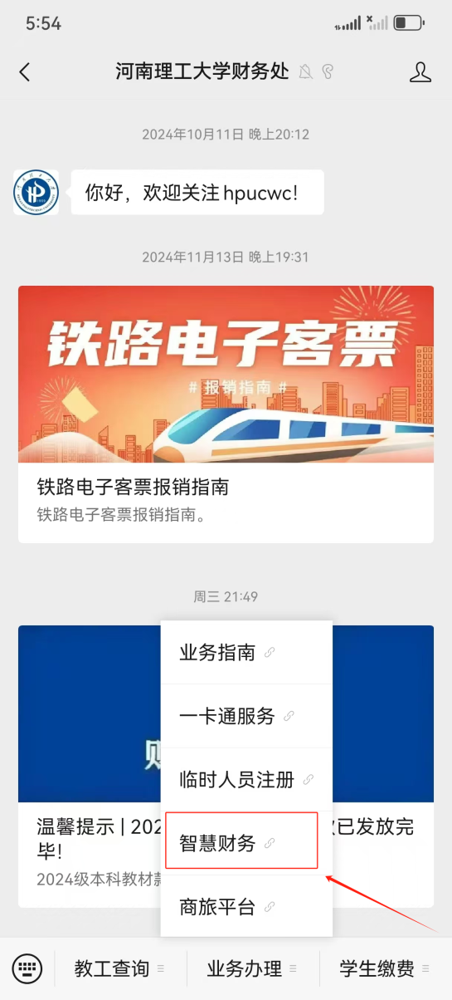 5:54
河南理工大学财务处
2024年10月11日 晚上20:12
你好，欢迎关注hpucwc!
2024年11月13日 晚上19:31
铁路电子客票
#报销指南#
铁路电子客票报销指南
铁路电子客票报销指南。
周三 21:49
业务指南
一卡通服务
临时人员注册
温馨提示 | 202
已发放完
毕!
智慧财务
2024级本科教材
商旅平台
教工查询
业务办理
学生缴费